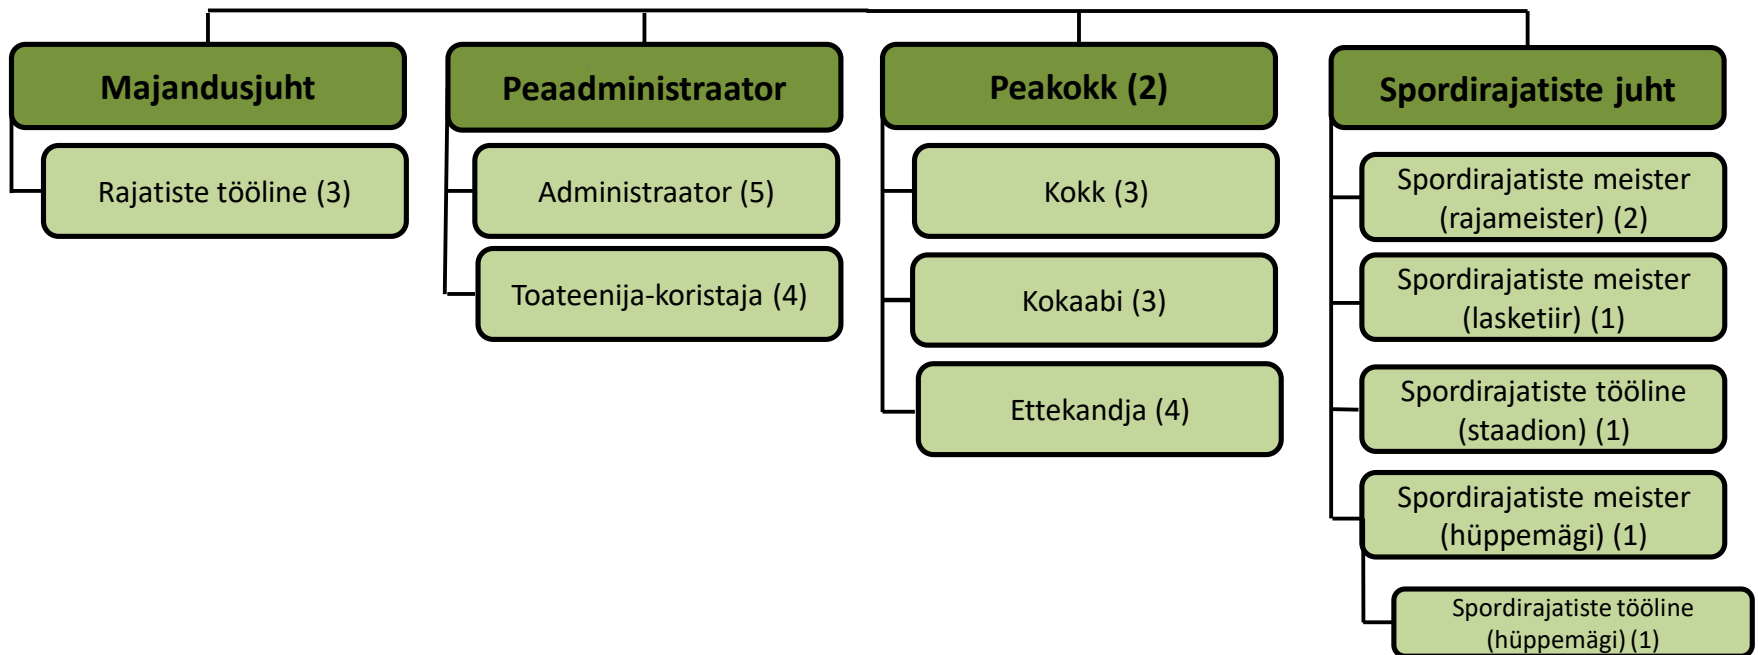 Majandusjuht
Rajatiste tööline (3)
Peaadministraator
Administraator (5)
Toateenija-koristaja (4)
Peakokk (2)
Kokk (3)
Kokaabi (3)
Ettekandja (4)
Spordirajatiste juht
Spordirajatiste meister
(rajameister) (2)
Spordirajatiste meister
(lasketiir) (1)
Spordirajatiste tööline
(staadion) (1)
Spordirajatiste meister
(hüppemägi) (1)
Spordirajatiste tööline
(hüppemägi) (1)